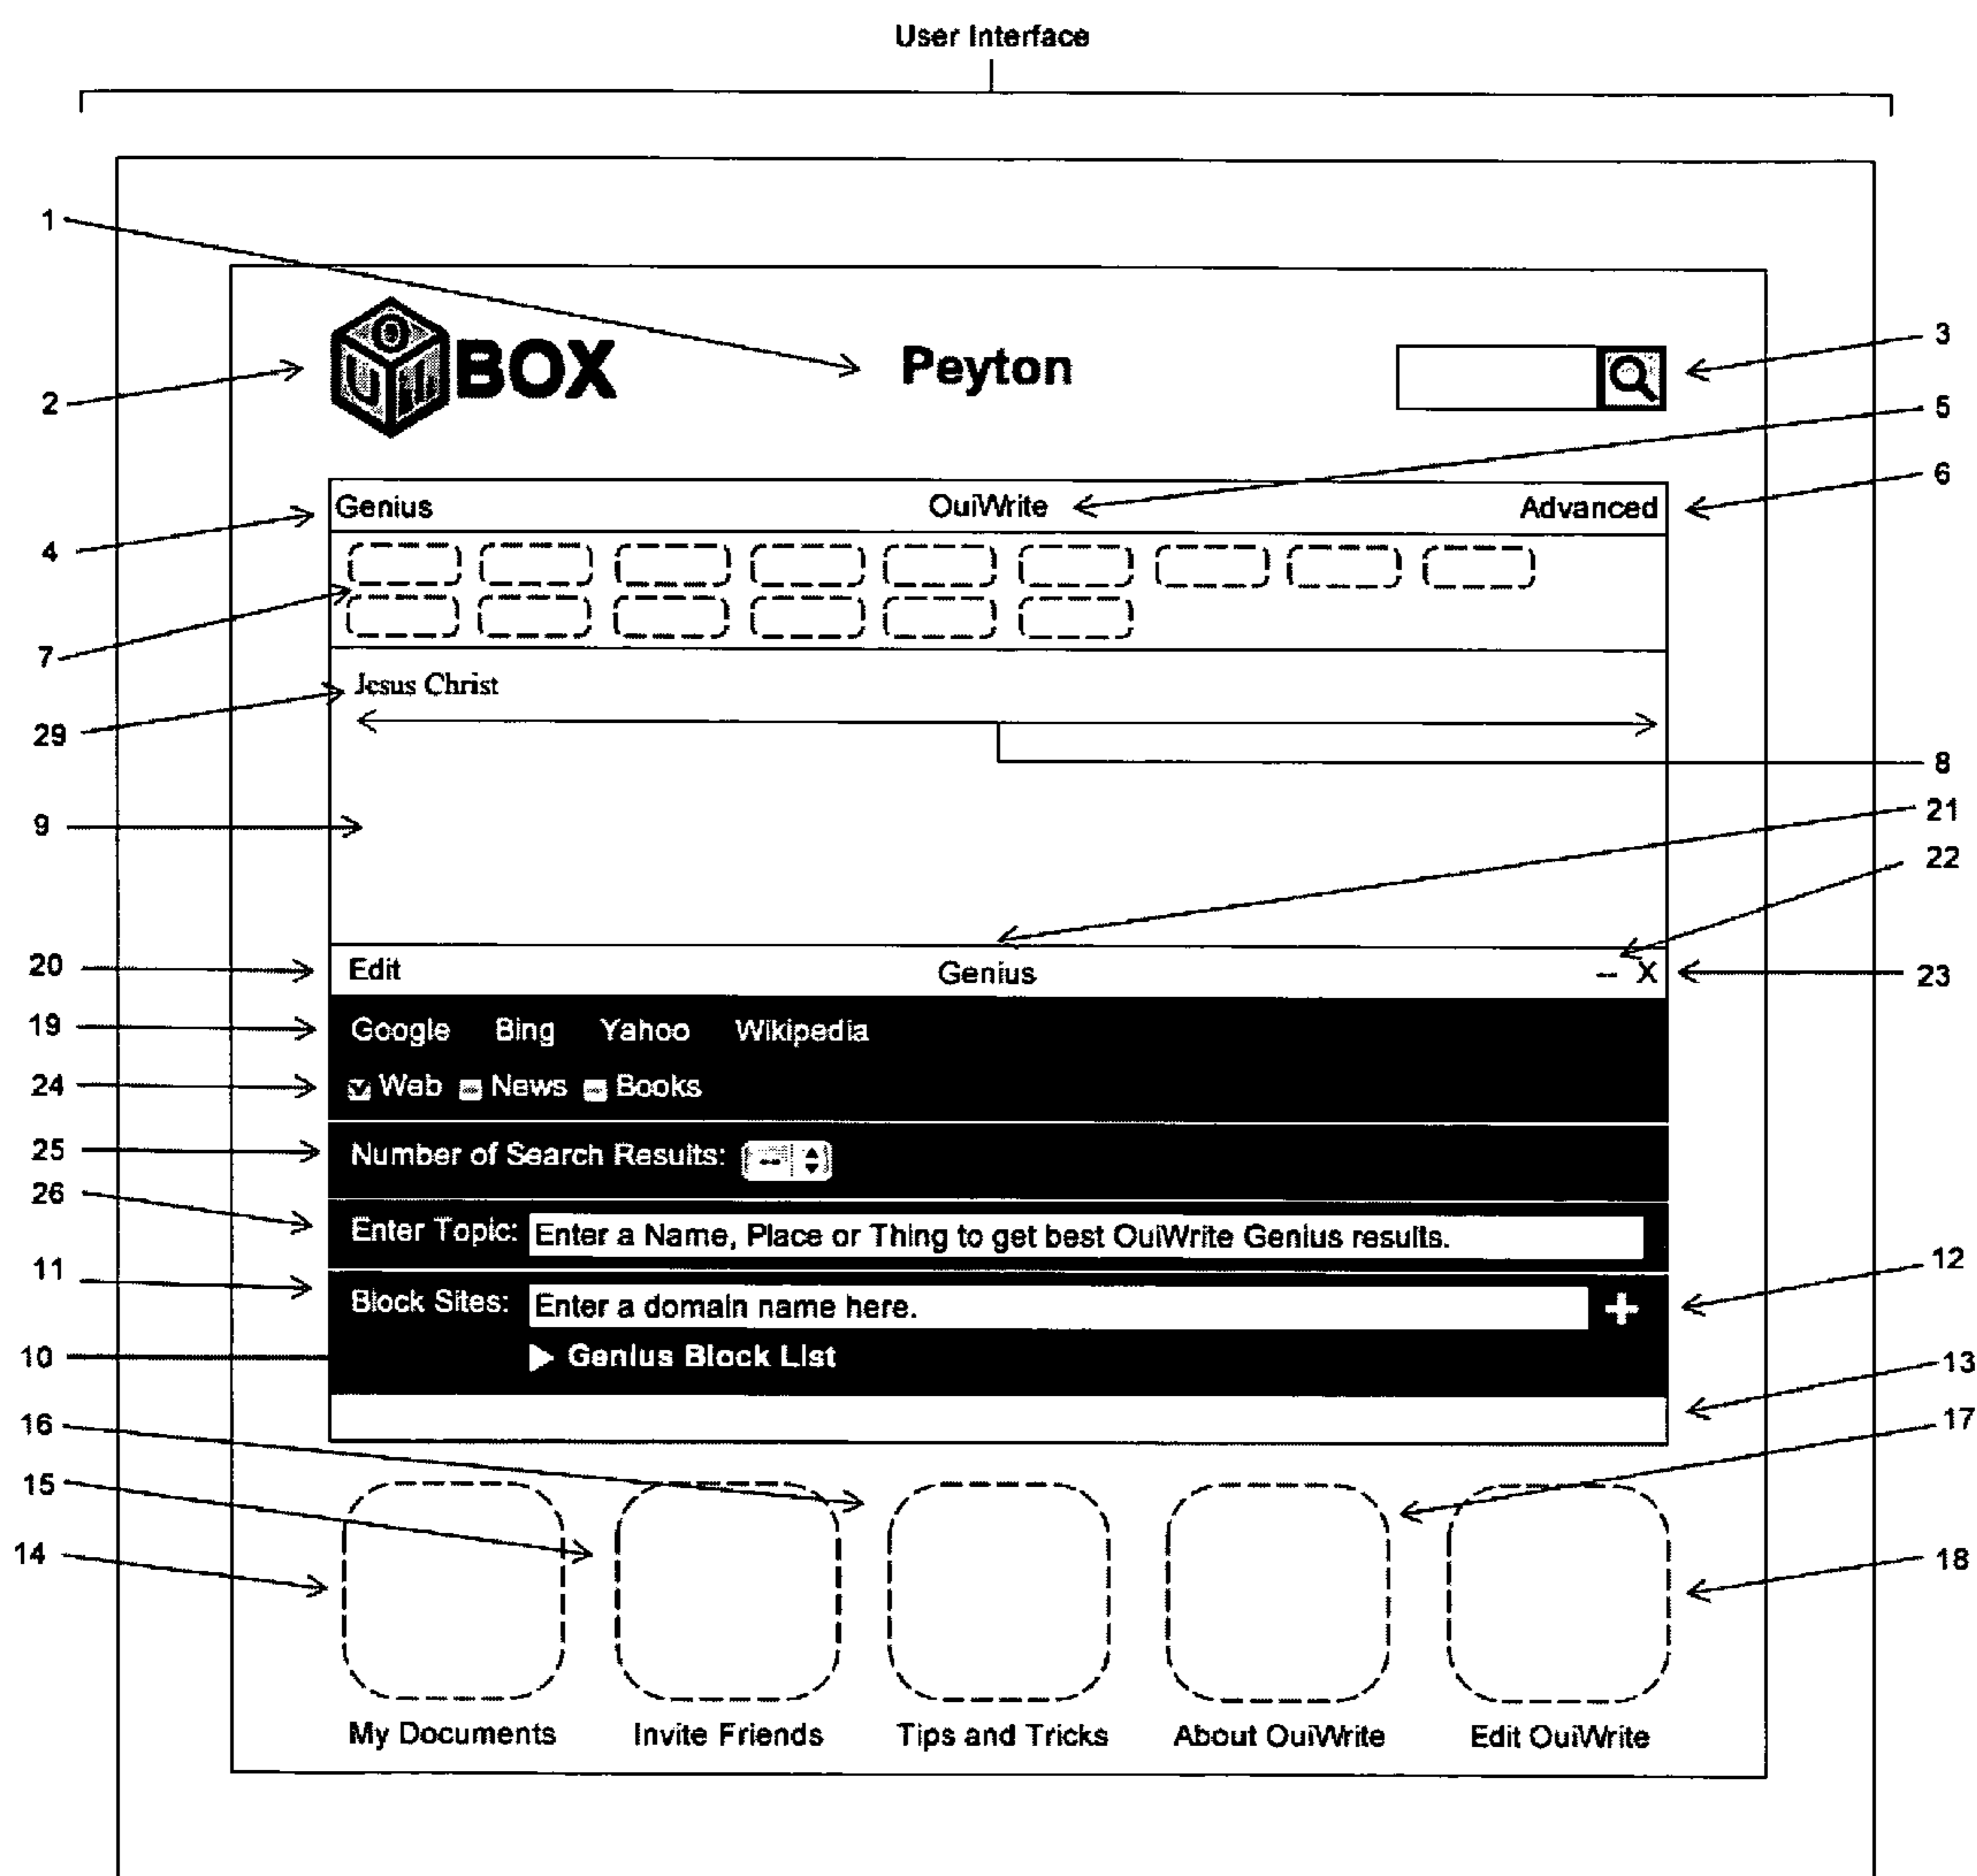 User Interface
1
2
OUI BOX
Peyton
3
5
6
4
Genius OuiWrite Advanced
7
Jesus Christ
29
8
9
21
22
20
Edit Genius – X
23
19
Google Bing Yahoo Wikipedia
24
Web News Books
25
Number of Search Results: --
26
Enter Topic: Enter a Name, Place or Thing to get best OuiWrite Genius results.
11
Block Sites: Enter a domain name here. +
12
10
Genius Block List
13
16
17
15
14
18
My Documents Invite Friends Tips and Tricks About OuiWrite Edit OuiWrite